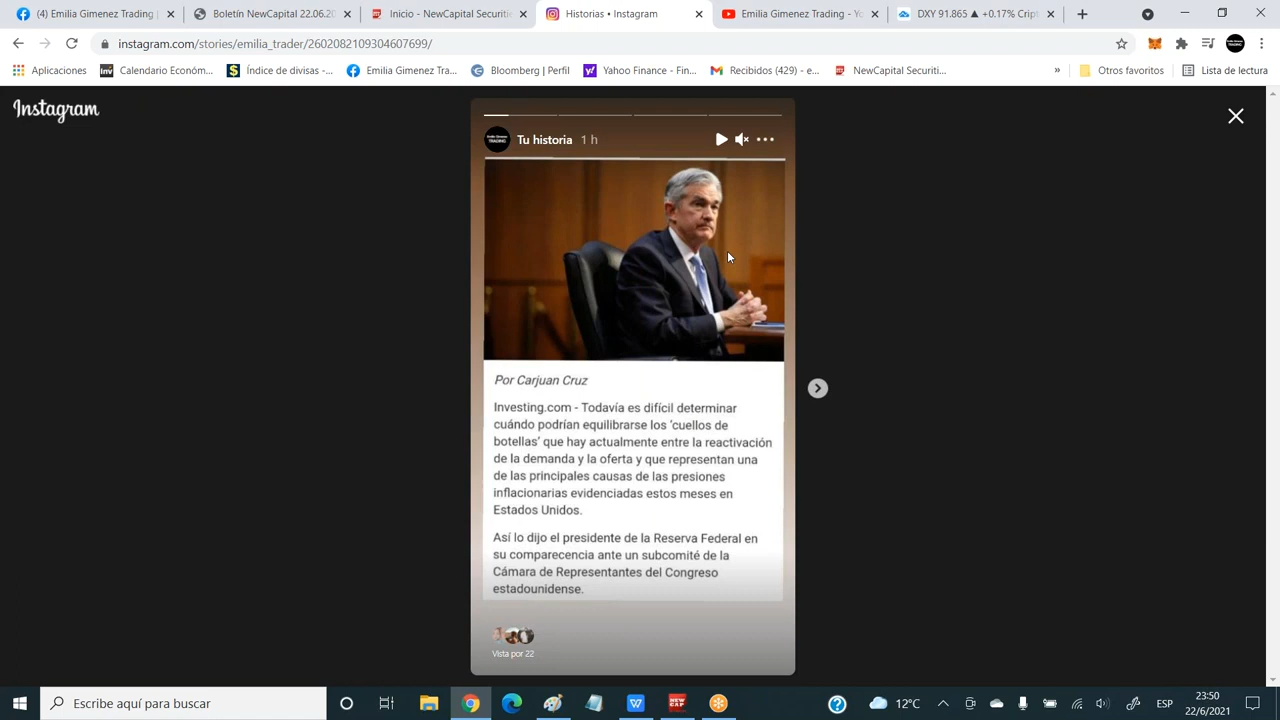 (4) Emilia Gimenez Trading |
Boletín NewCapital 22.06.20
Inicio - NewCapital Securitie
Historias • Instagram
Emilia Gimenez Trading - Yo
DXY 91.865 ▲ +0.17% Cript
instagram.com/stories/emilia_trader/2602082109304607699/
Aplicaciones
Calendario Económ...
Índice de divisas -...
Emilia Gimenez Tra...
Bloomberg | Perfil
Yahoo Finance - Fin...
Recibidos (429) - e...
NewCapital Securiti...
»
Otros favoritos
Lista de lectura
Instagram
Tu historia 1 h
Por Carjuan Cruz
Investing.com - Todavía es difícil determinar
cuándo podrían equilibrarse los 'cuellos de
botellas' que hay actualmente entre la reactivación
de la demanda y la oferta y que representan una
de las principales causas de las presiones
inflacionarias evidenciadas estos meses en
Estados Unidos.
Así lo dijo el presidente de la Reserva Federal en
su comparecencia ante un subcomité de la
Cámara de Representantes del Congreso
estadounidense.
Vista por 22
Escribe aquí para buscar
NEW
CAP
12°C
ESP
23:50
22/6/2021